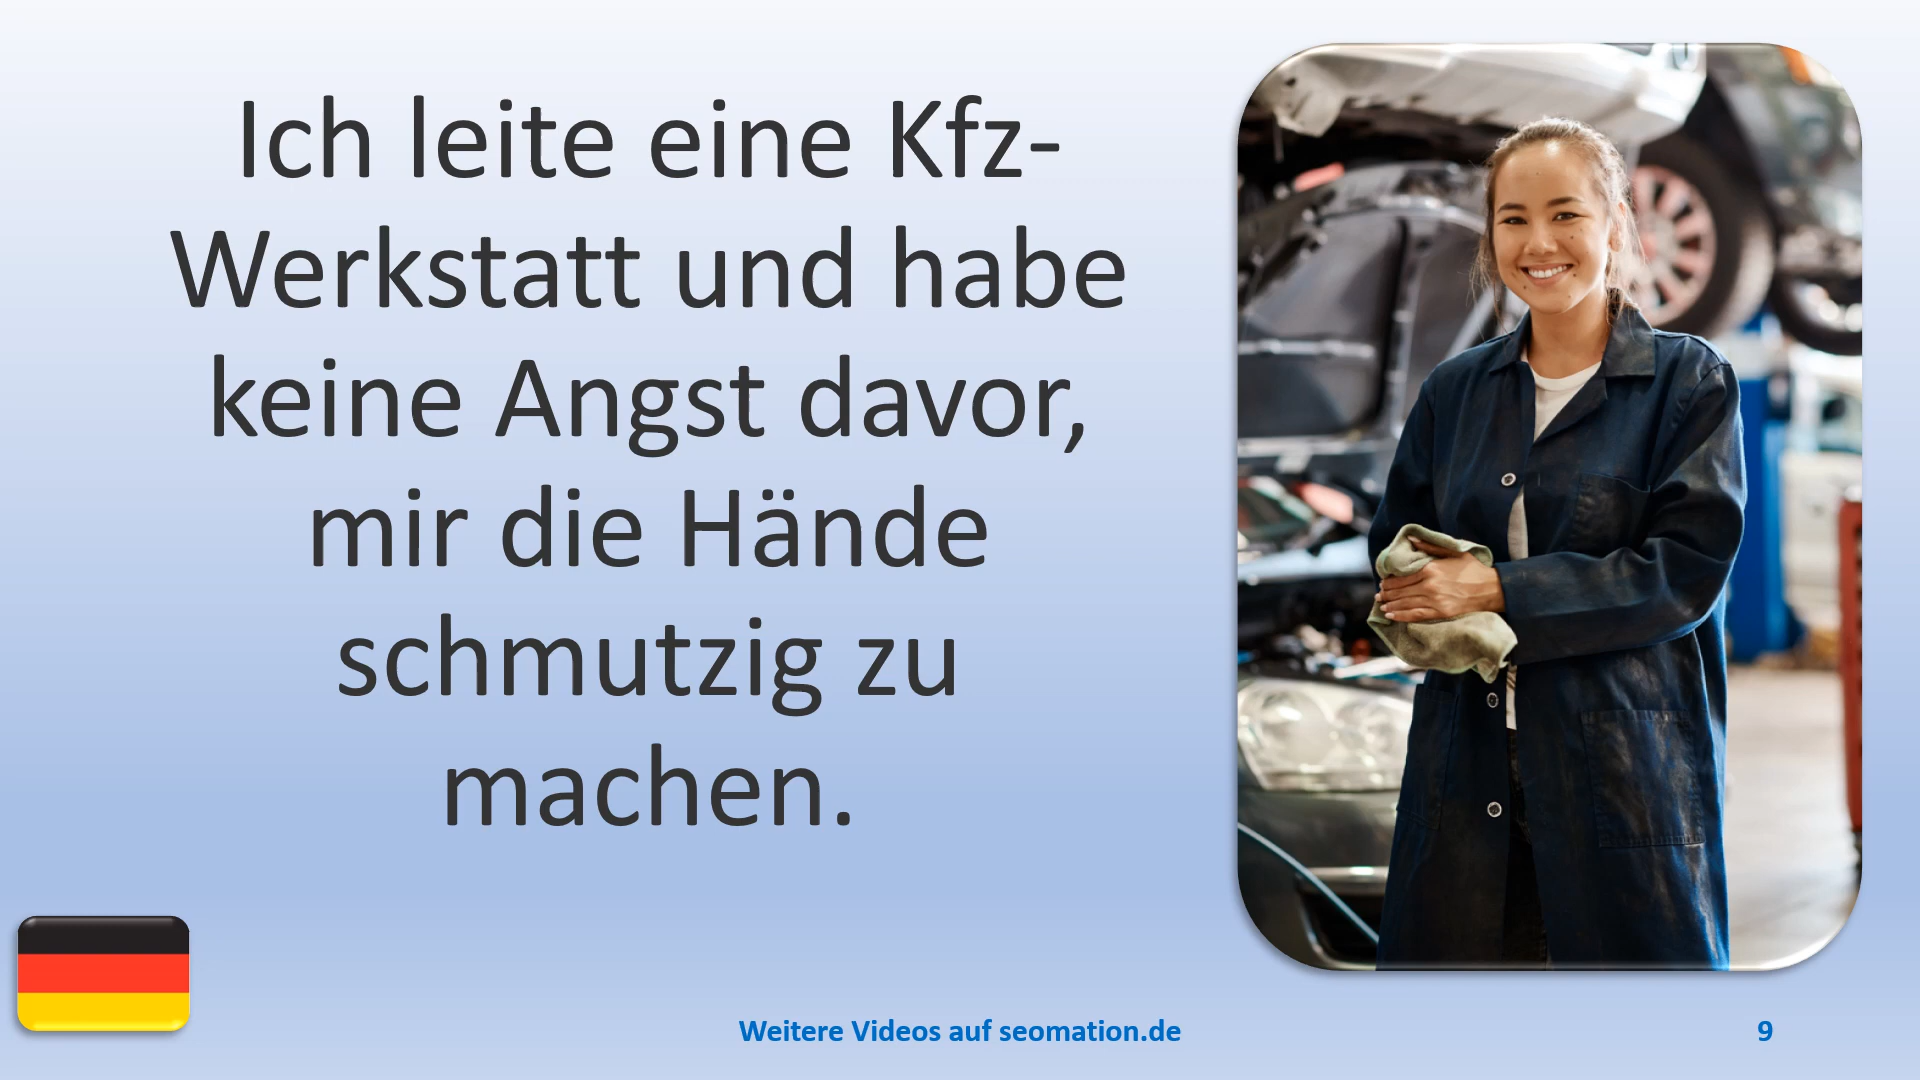 Ich leite eine Kfz-
Werkstatt und habe
keine Angst davor,
mir die Hände
schmutzig zu
machen.
Weitere Videos auf seomation.de
9